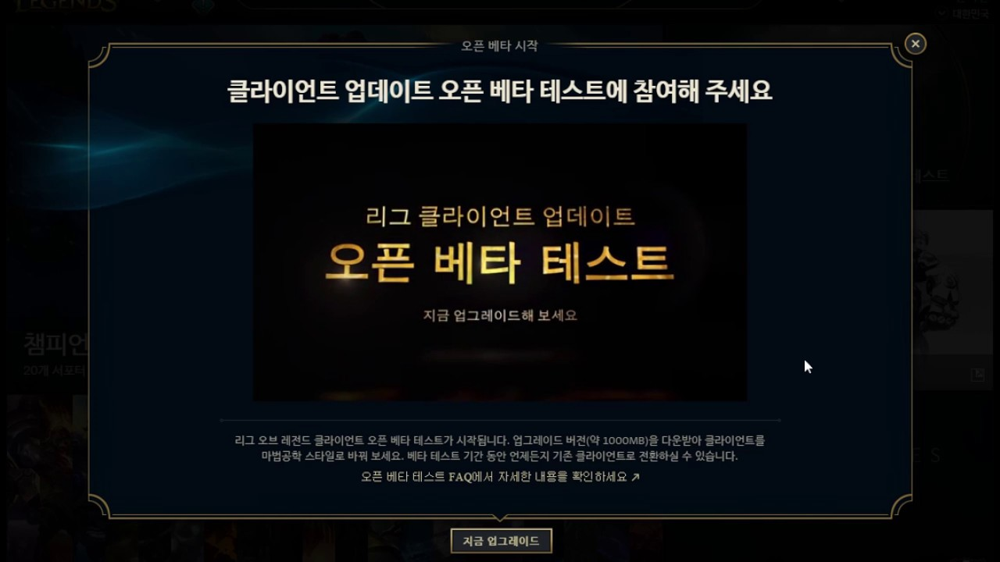 LEGENDS
대한민국
오픈 베타 시작
클라이언트 업데이트 오픈 베타 테스트에 참여해 주세요
리그 클라이언트 업데이트
오픈 베타 테스트
지금 업그레이드해 보세요
챔피언
20개 서포터
리그 오브 레전드 클라이언트 오픈 베타 테스트가 시작됩니다. 업그레이드 버전(약 1000MB)을 다운받아 클라이언트를
마법공학 스타일로 바꿔 보세요. 베타 테스트 기간 동안 언제든지 기존 클라이언트로 전환하실 수 있습니다.
오픈 베타 테스트 FAQ에서 자세한 내용을 확인하세요 ↗
지금 업그레이드